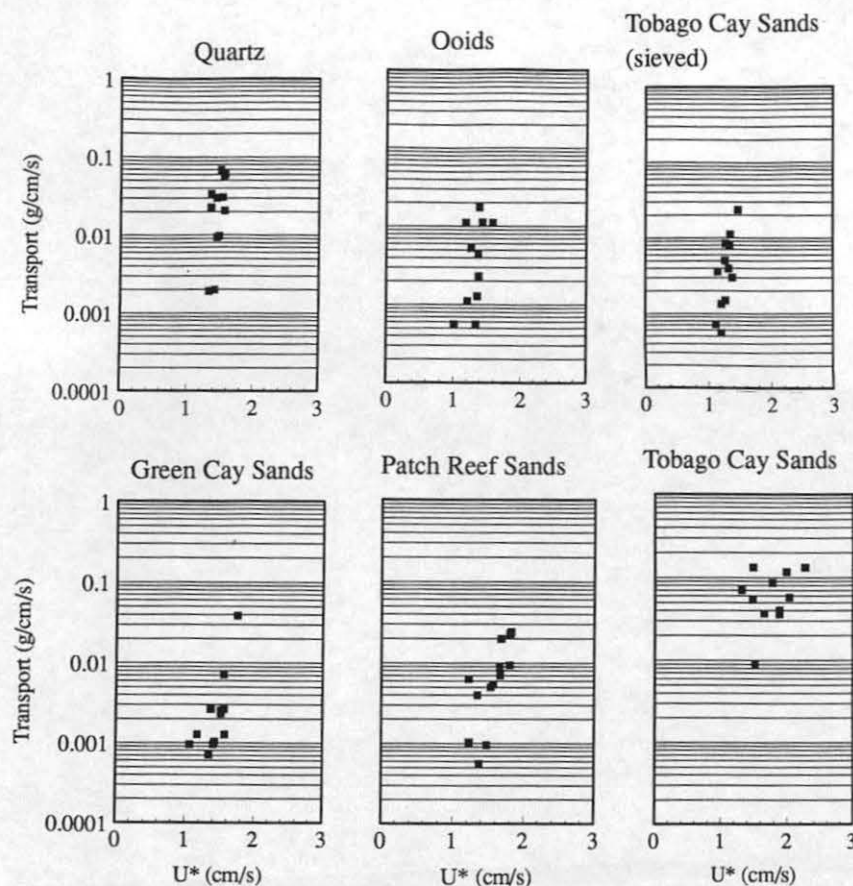 Quartz
Ooids
Tobago Cay Sands
(sieved)
Transport (g/cm/s)
1
0.1
0.01
0.001
0.0001
0 1 2 3
0 1 2 3
0 1 2 3
Green Cay Sands
Patch Reef Sands
Tobago Cay Sands
Transport (g/cm/s)
1
0.1
0.01
0.001
0.0001
0 1 2 3
0 1 2 3
0 1 2 3
U* (cm/s)
U* (cm/s)
U* (cm/s)